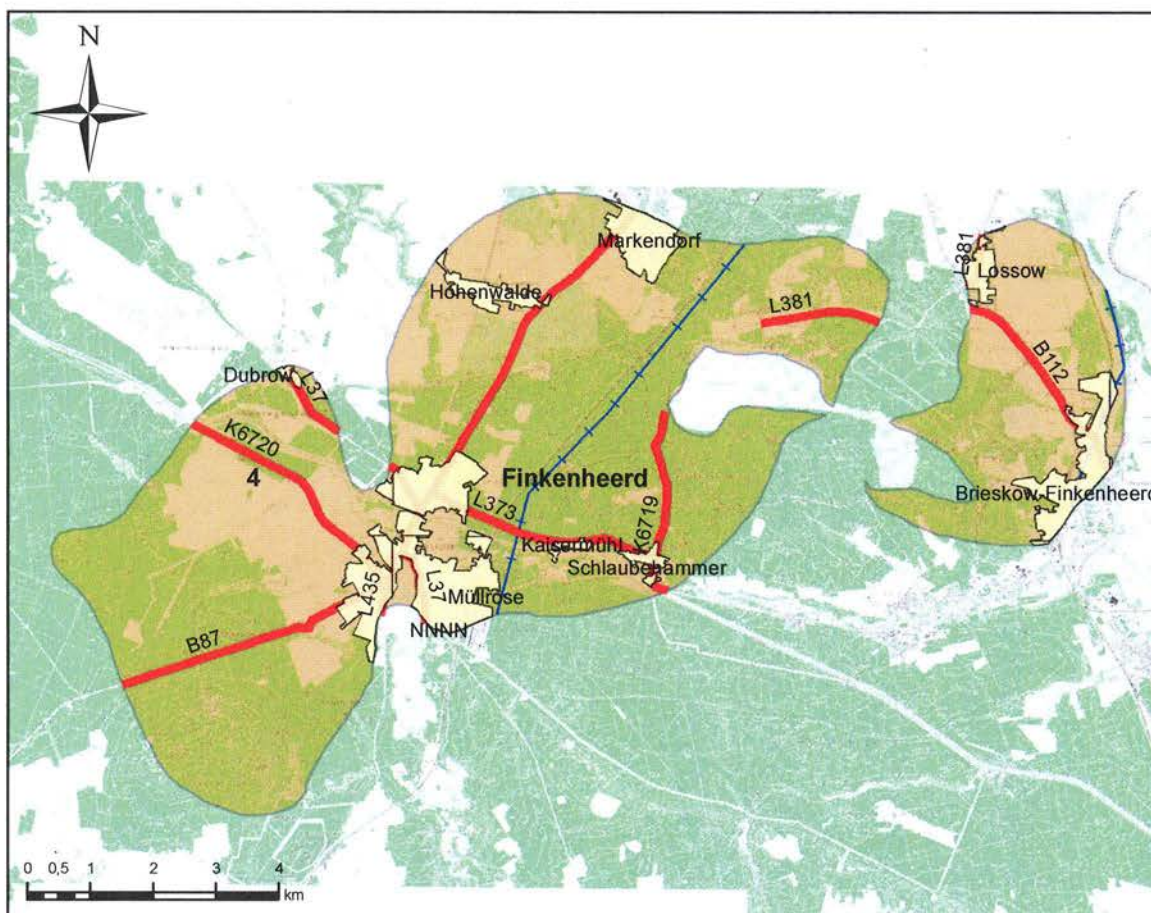 N
Markendorf
Hohenwalde
L381
Lossow
L381
B112
Dubrow
L37
K6720
4
Finkenheerd
L373
K6719
Brieskow-Finkenheerd
Kaisermühl
Schlaubehammer
L435
L37
Müllrose
B87
NNNN
0 0,5 1 2 3 4
km